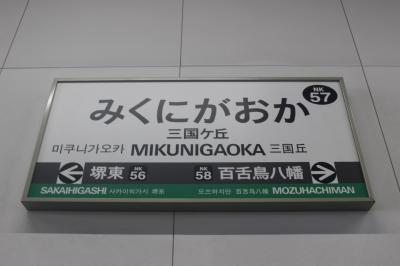 NK
57
みくにがおか
三国ケ丘
미쿠니가오카 MIKUNIGAOKA 三国丘
堺東 NK 56 NK 58 百舌鳥八幡
SAKAIHIGASHI 사카이히가시 堺东 모즈하치만 百舌鸟八幡 MOZUHACHIMAN